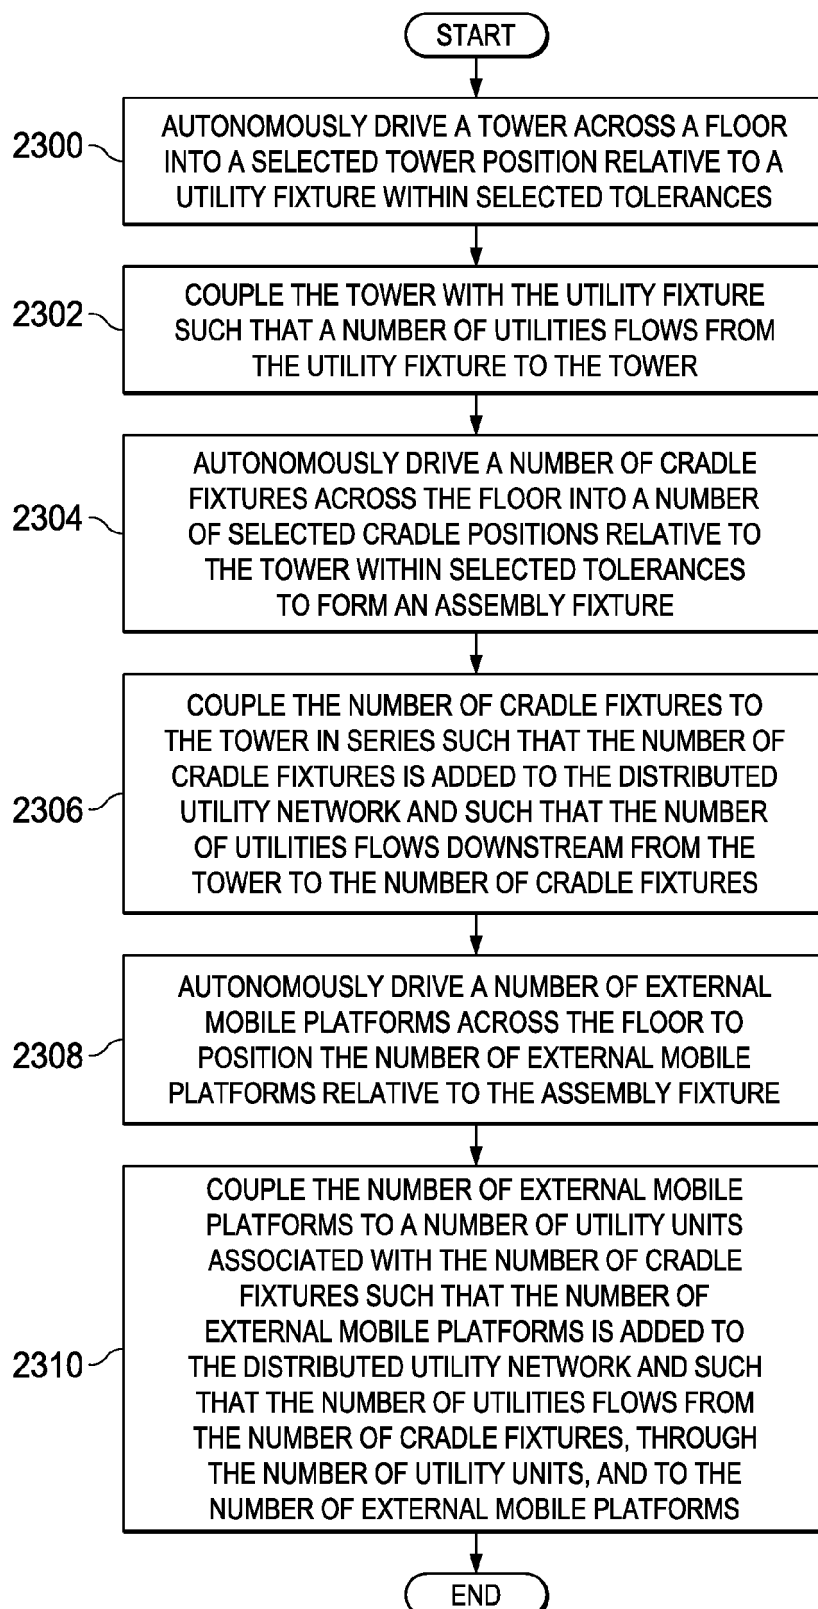 START
2300
AUTONOMOUSLY DRIVE A TOWER ACROSS A FLOOR
INTO A SELECTED TOWER POSITION RELATIVE TO A
UTILITY FIXTURE WITHIN SELECTED TOLERANCES
2302
COUPLE THE TOWER WITH THE UTILITY FIXTURE
SUCH THAT A NUMBER OF UTILITIES FLOWS FROM
THE UTILITY FIXTURE TO THE TOWER
2304
AUTONOMOUSLY DRIVE A NUMBER OF CRADLE
FIXTURES ACROSS THE FLOOR INTO A NUMBER
OF SELECTED CRADLE POSITIONS RELATIVE TO
THE TOWER WITHIN SELECTED TOLERANCES
TO FORM AN ASSEMBLY FIXTURE
2306
COUPLE THE NUMBER OF CRADLE FIXTURES TO
THE TOWER IN SERIES SUCH THAT THE NUMBER OF
CRADLE FIXTURES IS ADDED TO THE DISTRIBUTED
UTILITY NETWORK AND SUCH THAT THE NUMBER
OF UTILITIES FLOWS DOWNSTREAM FROM THE
TOWER TO THE NUMBER OF CRADLE FIXTURES
2308
AUTONOMOUSLY DRIVE A NUMBER OF EXTERNAL
MOBILE PLATFORMS ACROSS THE FLOOR TO
POSITION THE NUMBER OF EXTERNAL MOBILE
PLATFORMS RELATIVE TO THE ASSEMBLY FIXTURE
2310
COUPLE THE NUMBER OF EXTERNAL MOBILE
PLATFORMS TO A NUMBER OF UTILITY UNITS
ASSOCIATED WITH THE NUMBER OF CRADLE
FIXTURES SUCH THAT THE NUMBER OF
EXTERNAL MOBILE PLATFORMS IS ADDED TO
THE DISTRIBUTED UTILITY NETWORK AND SUCH
THAT THE NUMBER OF UTILITIES FLOWS FROM
THE NUMBER OF CRADLE FIXTURES, THROUGH
THE NUMBER OF UTILITY UNITS, AND TO THE
NUMBER OF EXTERNAL MOBILE PLATFORMS
END